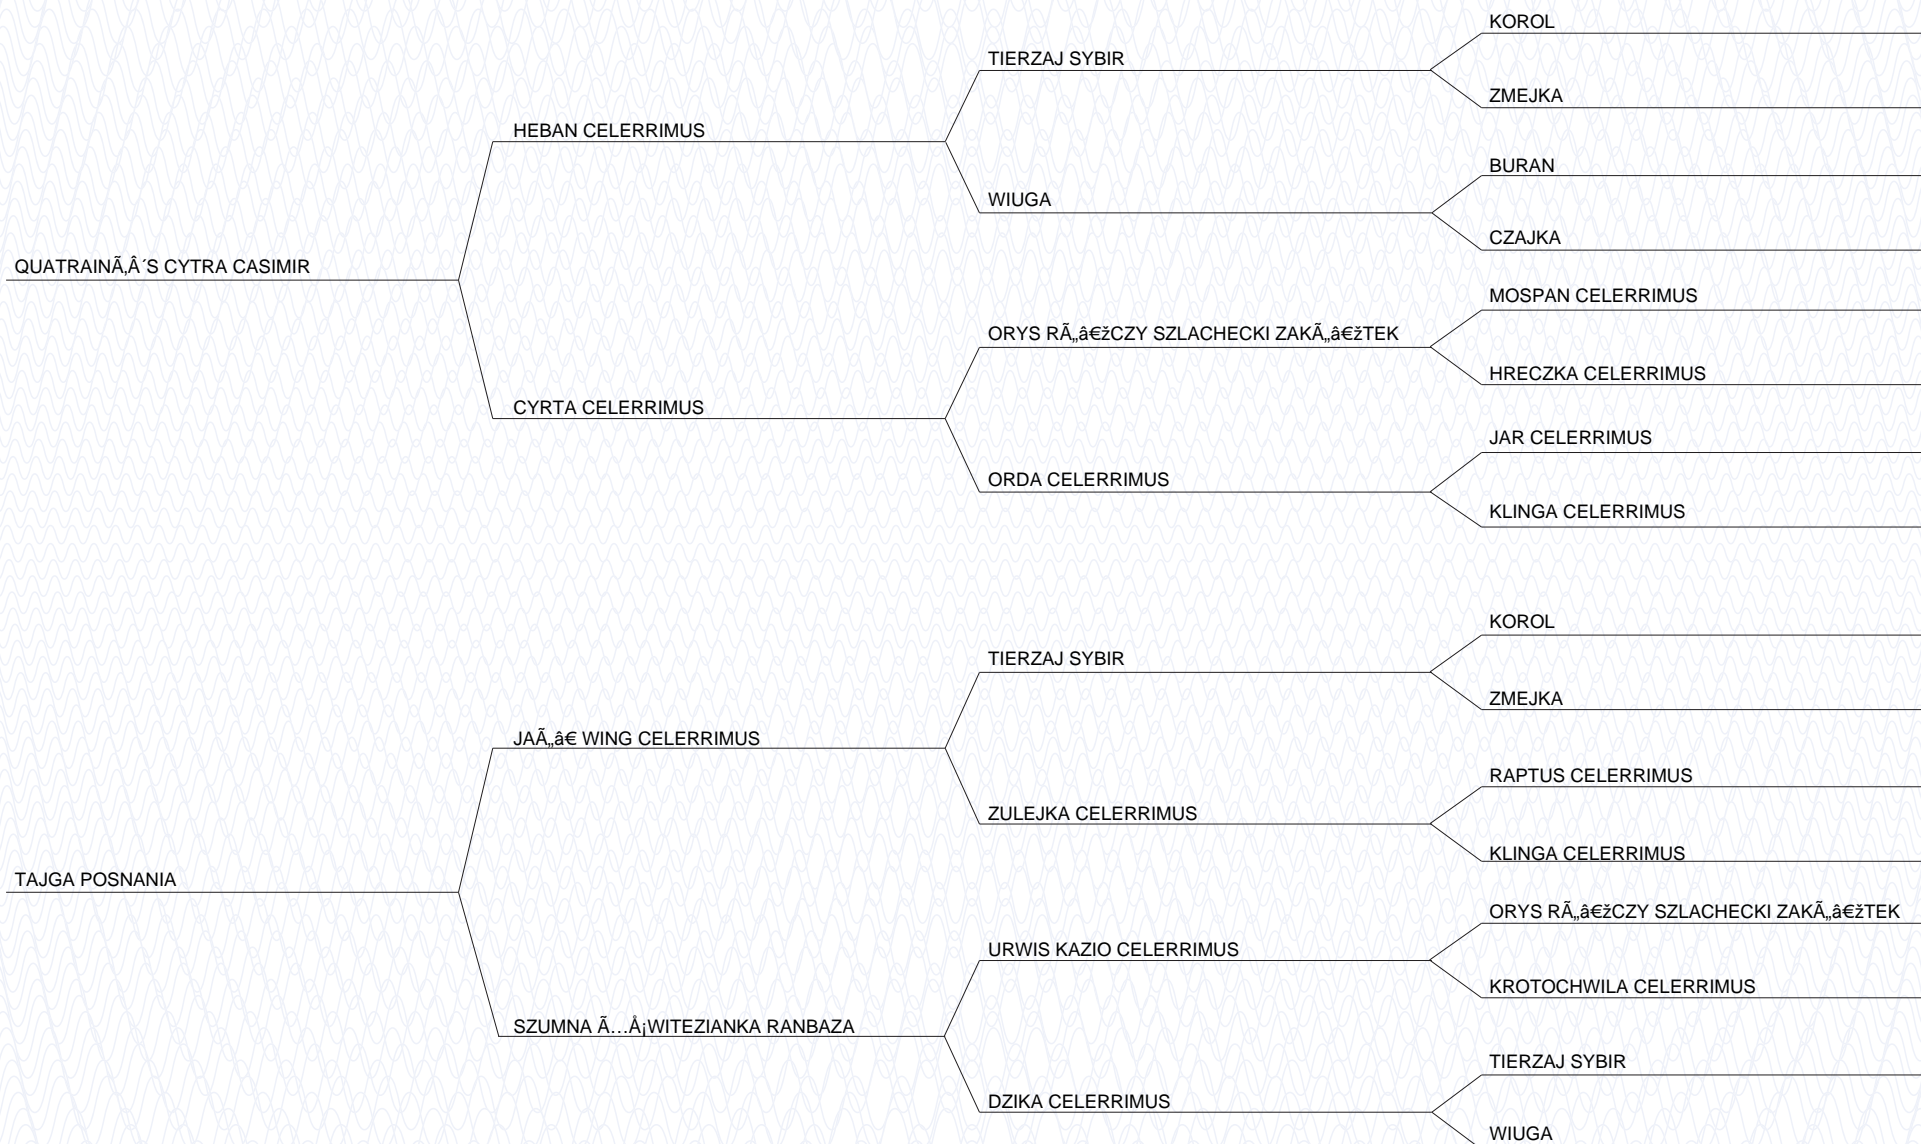 KOROL
TIERZAJ SYBIR
ZMEJKA
HEBAN CELERRIMUS
BURAN
WIUGA
CZAJKA
QUATRAINÃ‚Â´S CYTRA CASIMIR
MOSPAN CELERRIMUS
ORYS RÃ„â€žCZY SZLACHECKI ZAKÃ„â€žTEK
HRECZKA CELERRIMUS
CYRTA CELERRIMUS
JAR CELERRIMUS
ORDA CELERRIMUS
KLINGA CELERRIMUS
KOROL
TIERZAJ SYBIR
ZMEJKA
JAÃ„â€ WING CELERRIMUS
RAPTUS CELERRIMUS
ZULEJKA CELERRIMUS
KLINGA CELERRIMUS
TAJGA POSNANIA
ORYS RÃ„â€žCZY SZLACHECKI ZAKÃ„â€žTEK
URWIS KAZIO CELERRIMUS
KROTOCHWILA CELERRIMUS
SZUMNA Ã…Å¡WITEZIANKA RANBAZA
TIERZAJ SYBIR
DZIKA CELERRIMUS
WIUGA